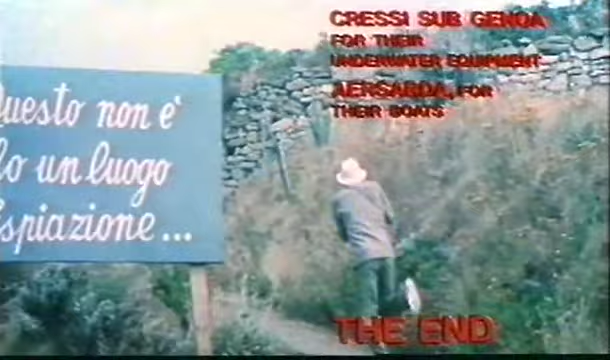 uesto non e'
lo un luogo
spiazione...
CRESSI SUB GENOA
FOR THEIR
UNDERWATER EQUIPMENT
AERSARDA, FOR
THEIR BOATS
THE END